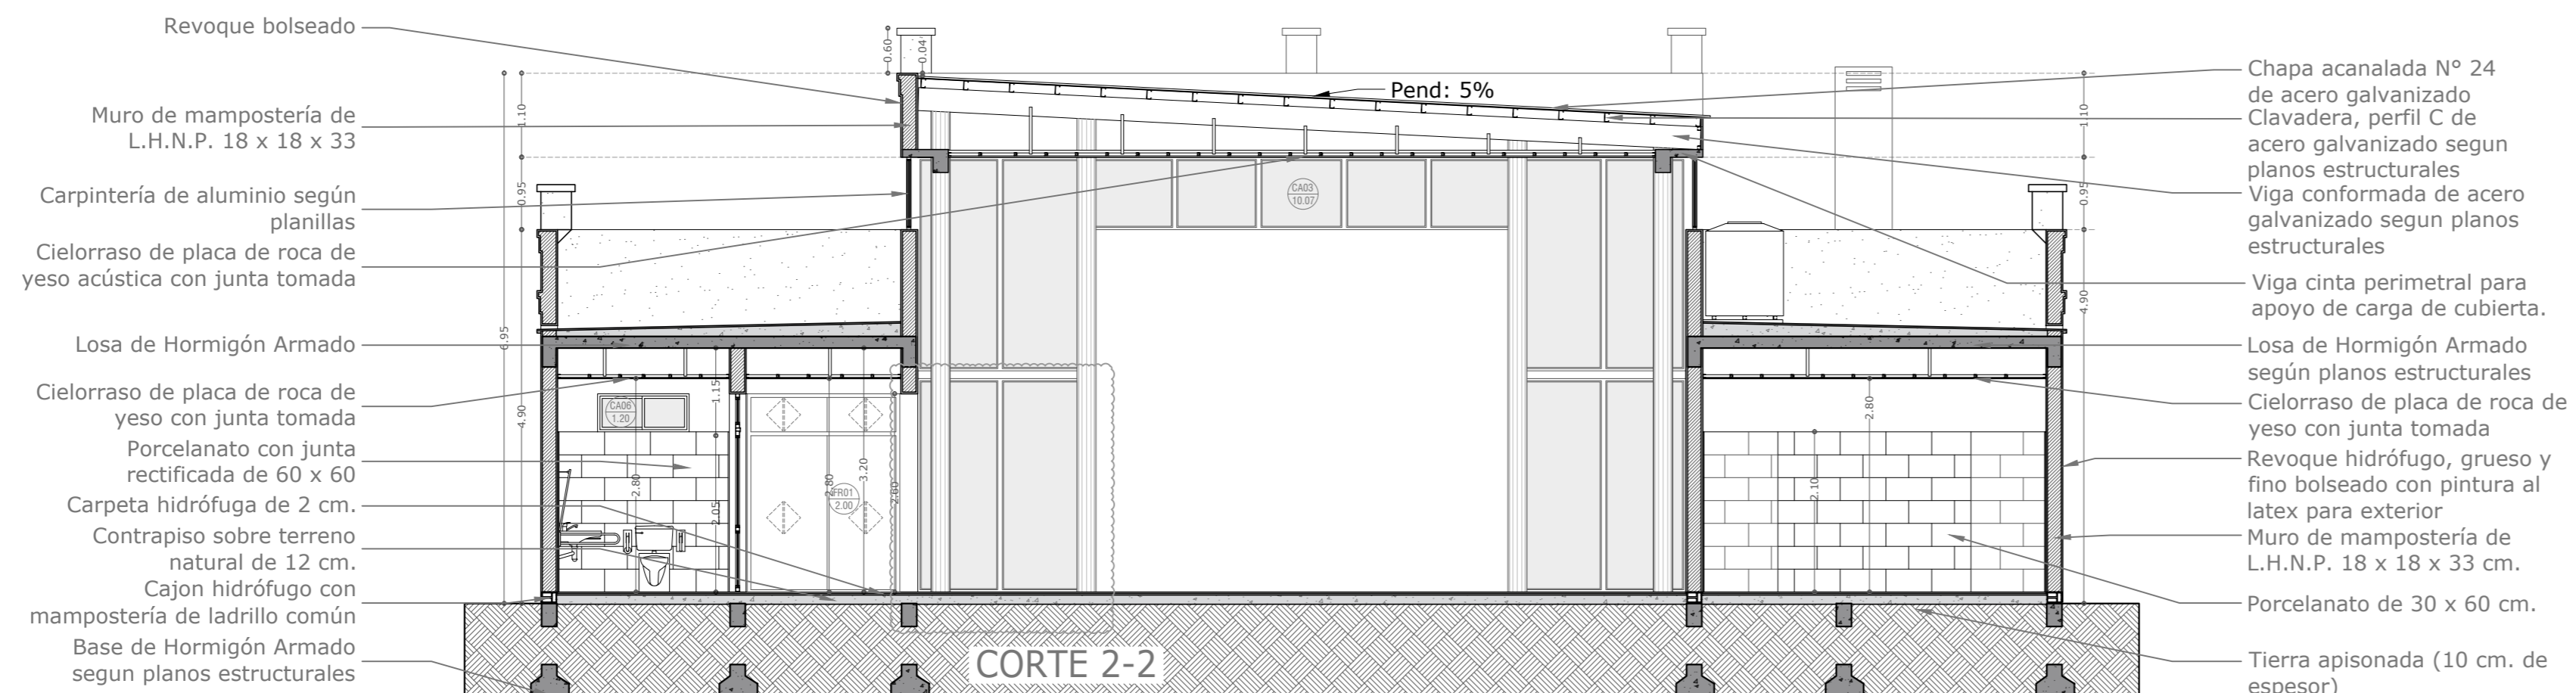 Revoque bolseado
Muro de mampostería de
L.H.N.P. 18 x 18 x 33
Carpintería de aluminio según
planillas
Cielorraso de placa de roca de
yeso acústica con junta tomada
Losa de Hormigón Armado
Cielorraso de placa de roca de
yeso con junta tomada
Porcelanato con junta
rectificada de 60 x 60
Carpeta hidrófuga de 2 cm.
Contrapiso sobre terreno
natural de 12 cm.
Cajon hidrófugo con
mampostería de ladrillo común
Base de Hormigón Armado
segun planos estructurales
0.60
0.04
1.10
0.95
6.95
4.90
Pend: 5%
CA03
10.07
CA06
1.20
1.15
2.80
2.05
2.80
3.20
2.60
FR01
2.00
2.80
2.10
1.10
0.95
4.90
CORTE 2-2
Chapa acanalada N° 24
de acero galvanizado
Clavadera, perfil C de
acero galvanizado segun
planos estructurales
Viga conformada de acero
galvanizado segun planos
estructurales
Viga cinta perimetral para
apoyo de carga de cubierta.
Losa de Hormigón Armado
según planos estructurales
Cielorraso de placa de roca de
yeso con junta tomada
Revoque hidrófugo, grueso y
fino bolseado con pintura al
latex para exterior
Muro de mampostería de
L.H.N.P. 18 x 18 x 33 cm.
Porcelanato de 30 x 60 cm.
Tierra apisonada (10 cm. de
espesor)